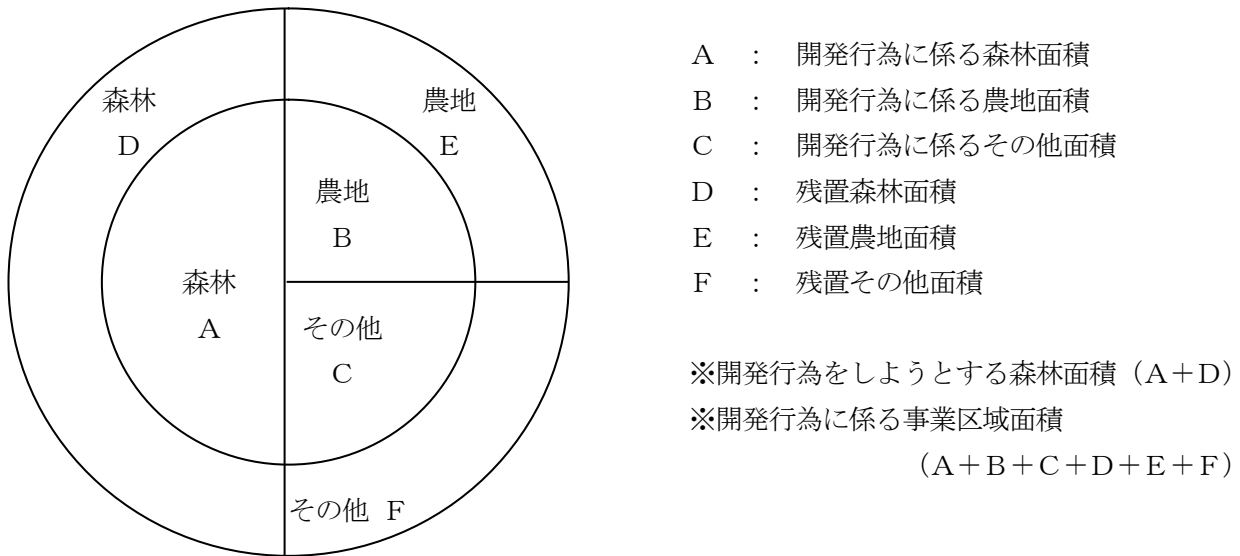 森林
D
農地
E
農地
B
森林
A
その他
C
その他 F
A : 開発行為に係る森林面積
B : 開発行為に係る農地面積
C : 開発行為に係るその他面積
D : 残置森林面積
E : 残置農地面積
F : 残置その他面積
※開発行為をしようとする森林面積（A＋D）
※開発行為に係る事業区域面積
（A＋B＋C＋D＋E＋F）